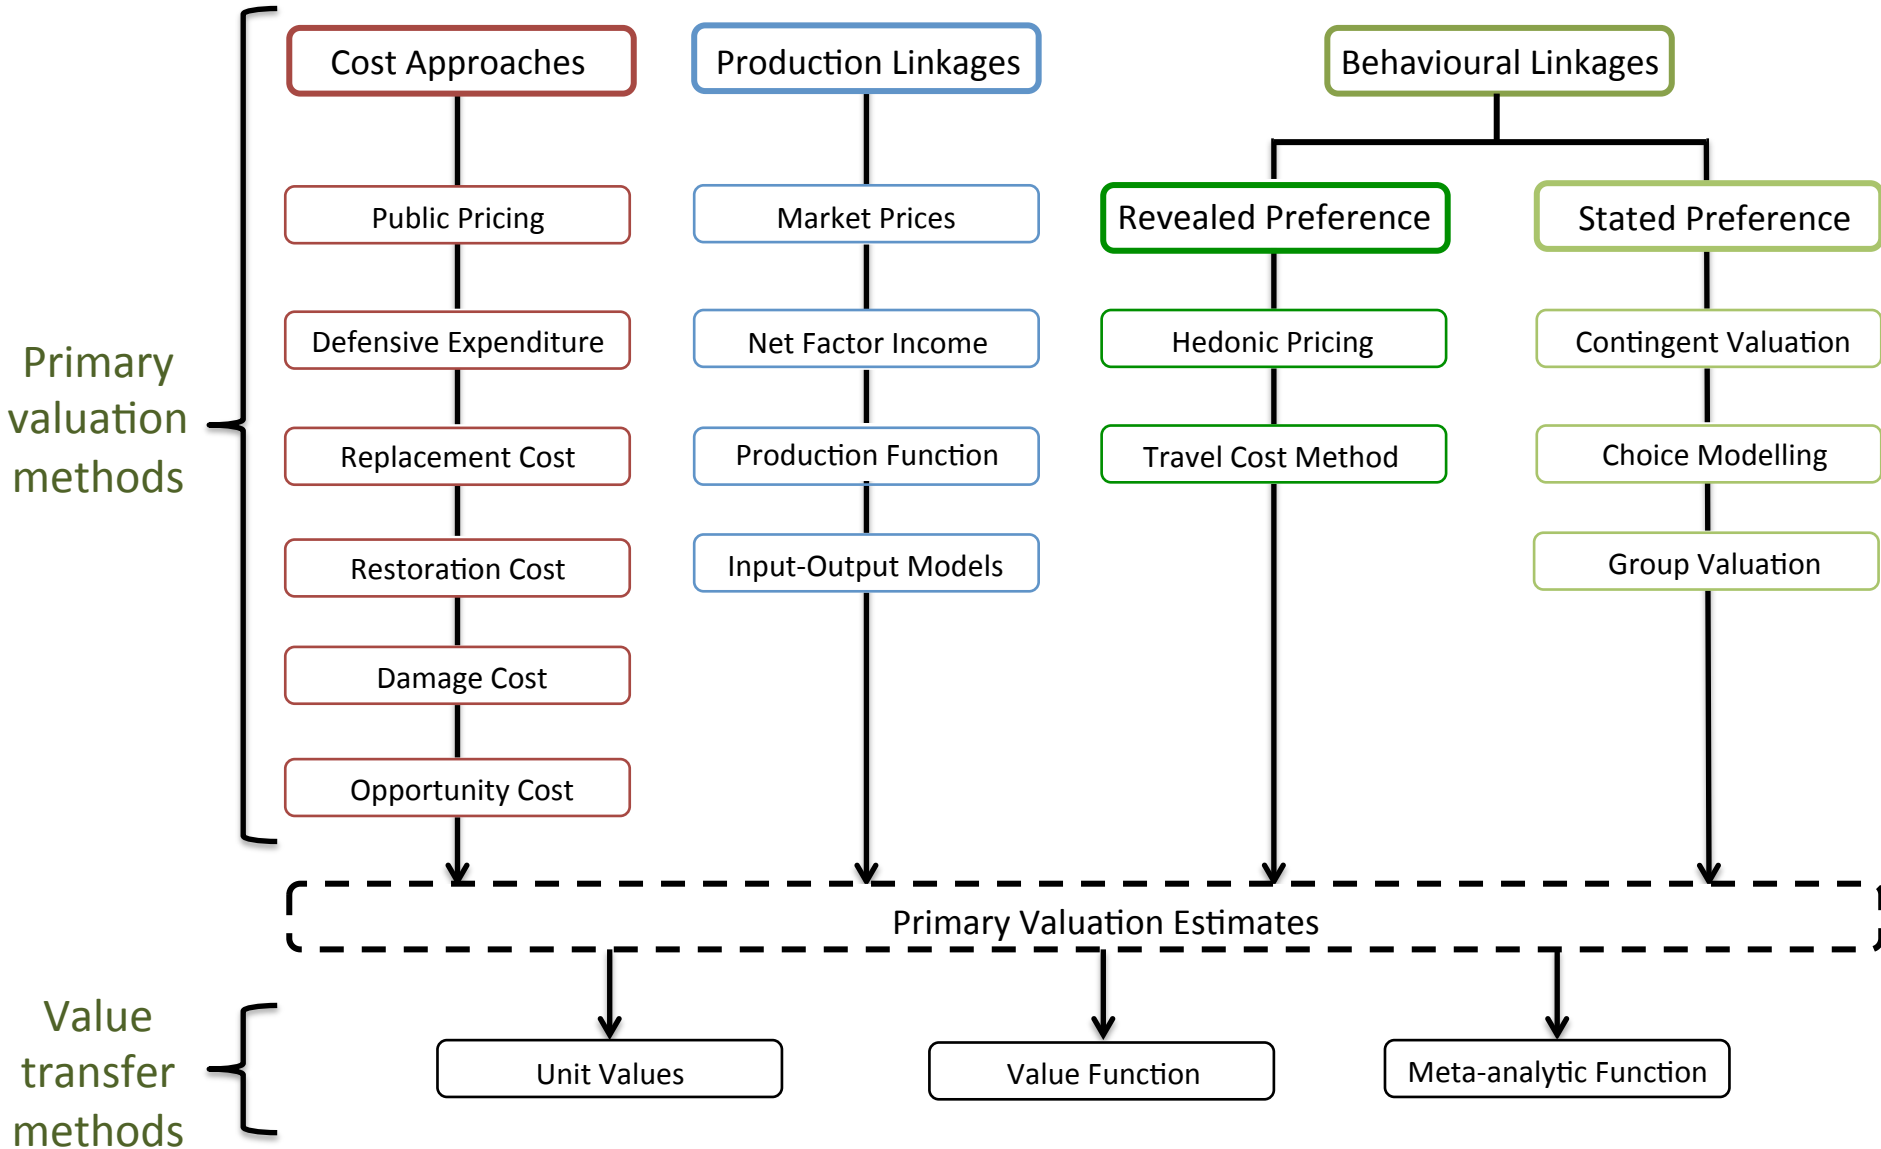 Cost Approaches
Production Linkages
Behavioural Linkages
Public Pricing
Market Prices
Revealed Preference
Stated Preference
Defensive Expenditure
Net Factor Income
Hedonic Pricing
Contingent Valuation
Primary
valuation
methods
Replacement Cost
Production Function
Travel Cost Method
Choice Modelling
Restoration Cost
Input-Output Models
Group Valuation
Damage Cost
Opportunity Cost
Primary Valuation Estimates
Value
transfer
methods
Unit Values
Value Function
Meta-analytic Function